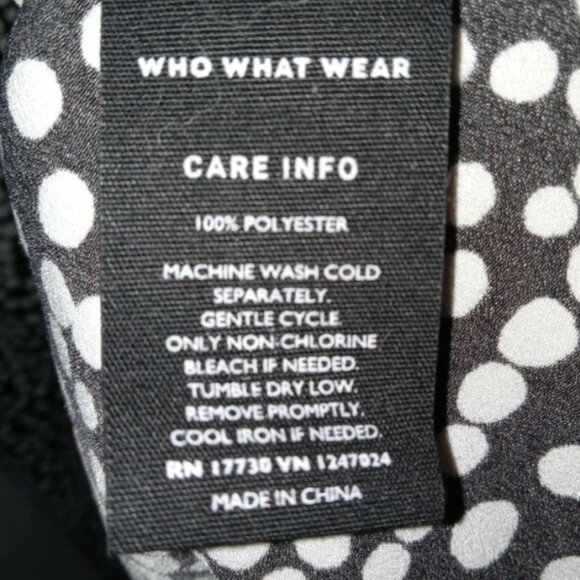 WHO WHAT WEAR
CARE INFO
100% POLYESTER
MACHINE WASH COLD
SEPARATELY.
GENTLE CYCLE.
ONLY NON-CHLORINE
BLEACH IF NEEDED.
TUMBLE DRY LOW.
REMOVE PROMPTLY.
COOL IRON IF NEEDED.
RN 17730 VN 1247024
MADE IN CHINA